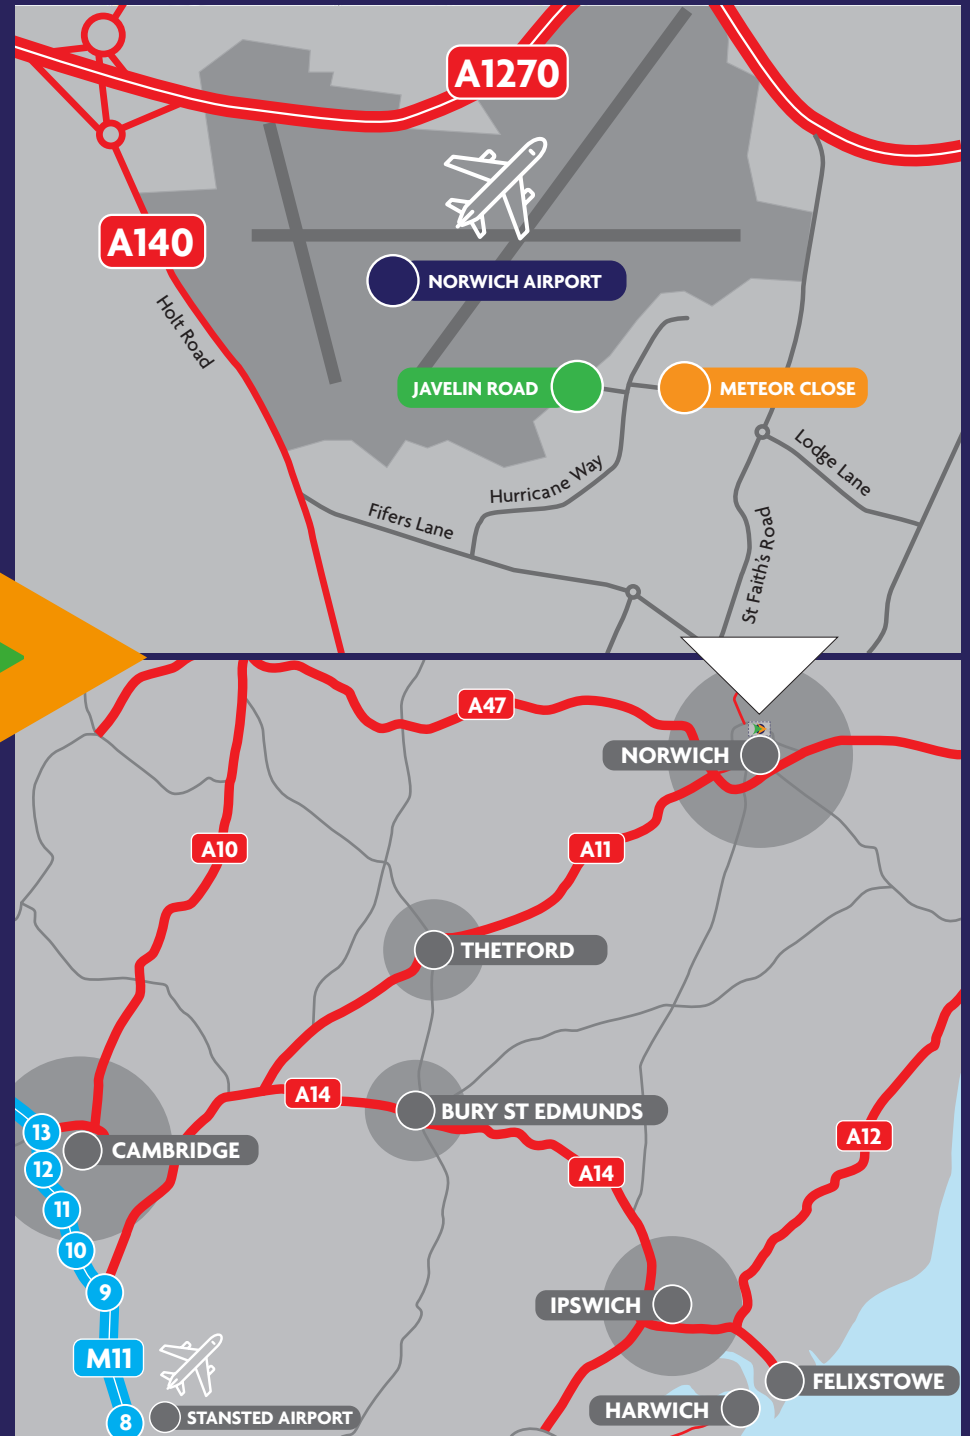 A1270
A140
NORWICH AIRPORT
Holt Road
JAVELIN ROAD
METEOR CLOSE
Lodge Lane
Hurricane Way
Fifers Lane
St Faith's Road
A47
NORWICH
A10
A11
THETFORD
A14
BURY ST EDMUNDS
13
CAMBRIDGE
A12
12
A14
11
10
9
IPSWICH
M11
FELIXSTOWE
HARWICH
8
STANSTED AIRPORT